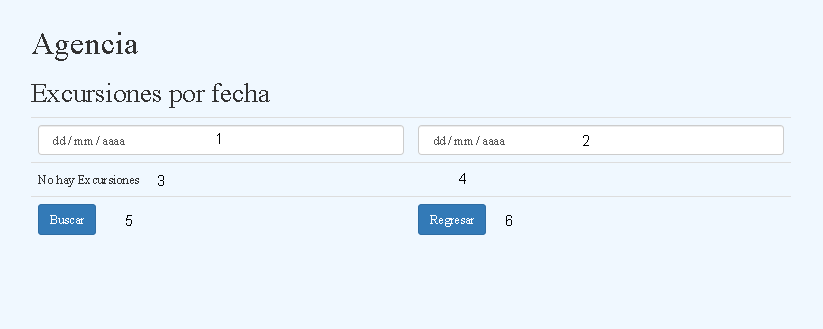 Agencia
Excursiones por fecha
dd / mm / aaaa 1 dd / mm / aaaa 2
No hay Excursiones 3 4
Buscar 5 Regresar 6